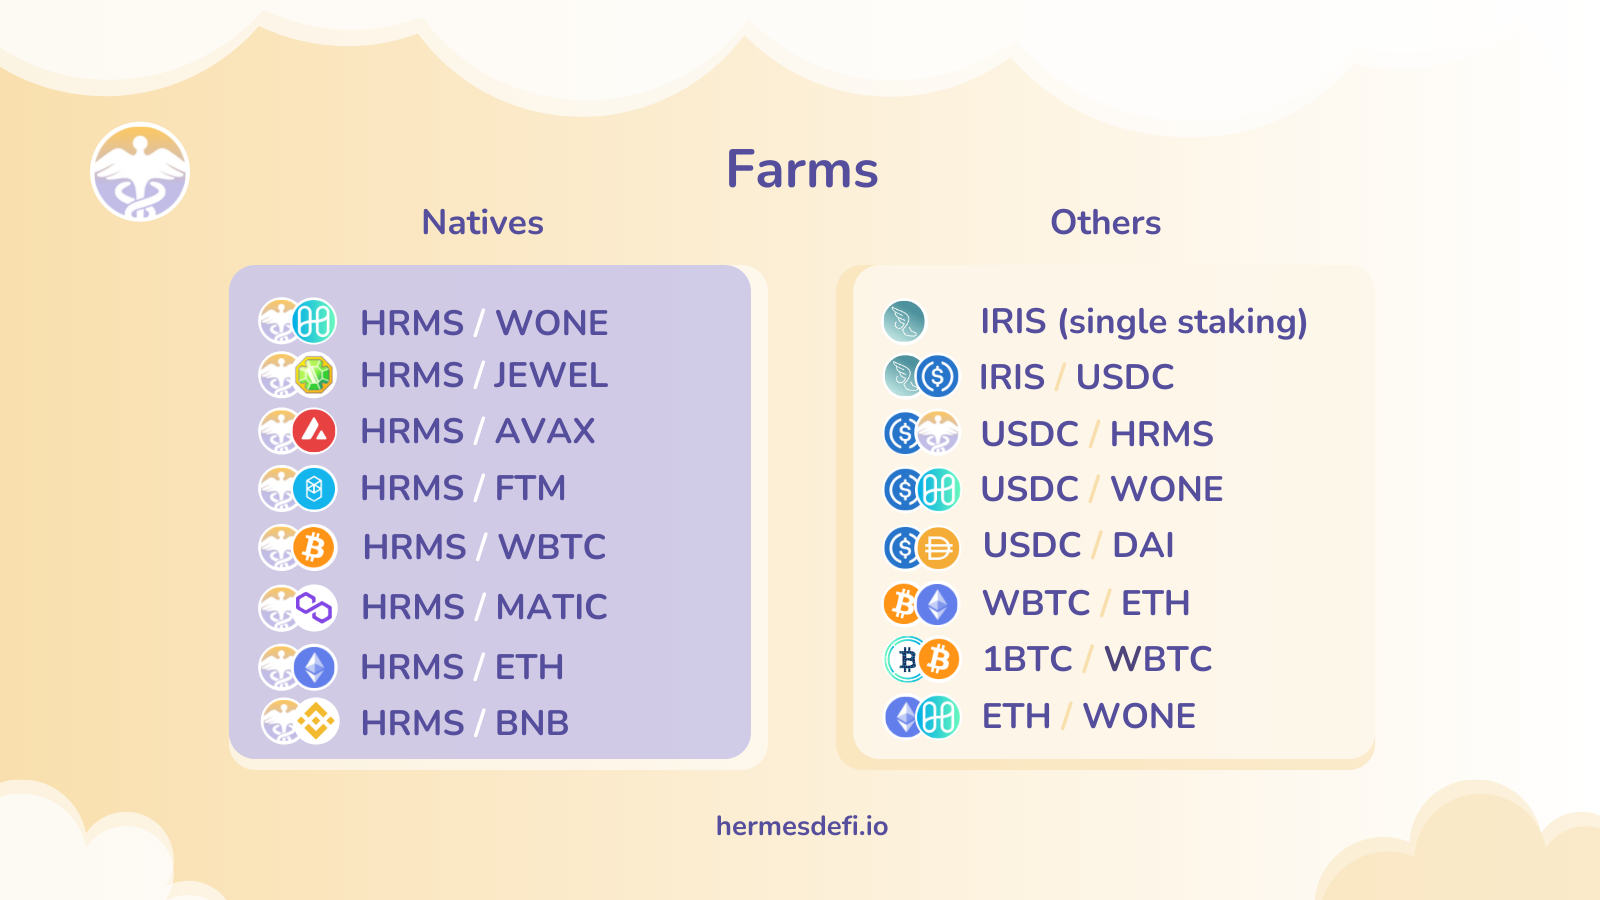 Farms
Natives
HRMS / WONE
HRMS / JEWEL
HRMS / AVAX
HRMS / FTM
HRMS / WBTC
HRMS / MATIC
HRMS / ETH
HRMS / BNB
Others
IRIS (single staking)
IRIS / USDC
USDC / HRMS
USDC / WONE
USDC / DAI
WBTC / ETH
1BTC / WBTC
ETH / WONE
hermesdefi.io